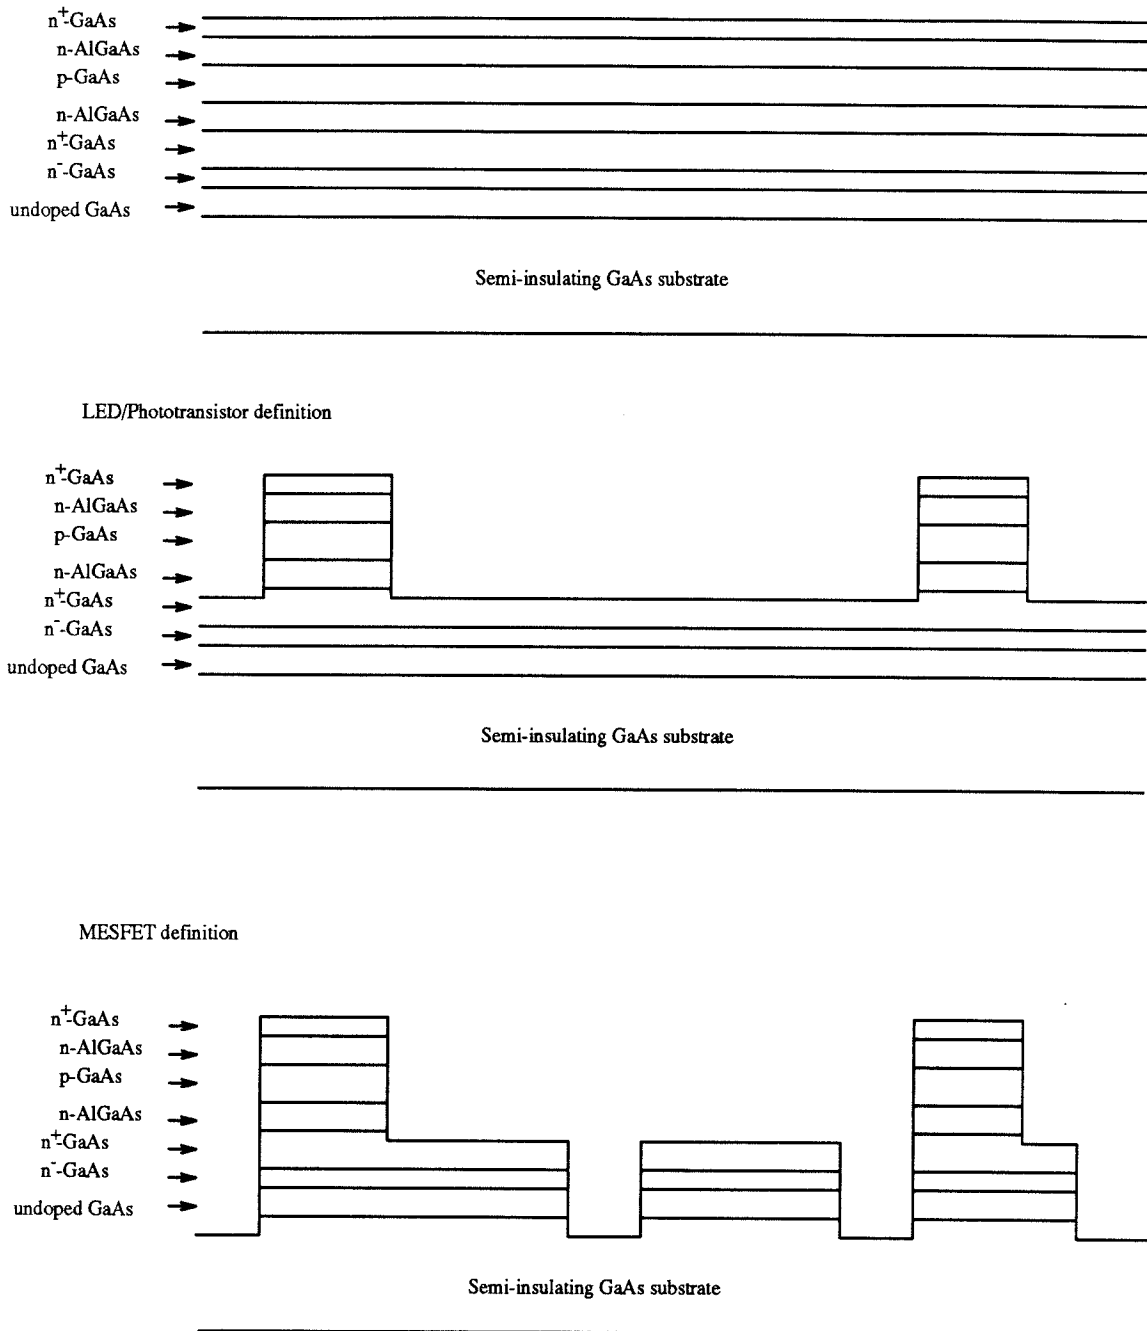 n⁺-GaAs
n-AlGaAs
p-GaAs
n-AlGaAs
n⁺-GaAs
n⁻-GaAs
undoped GaAs
Semi-insulating GaAs substrate
LED/Phototransistor definition
n⁺-GaAs
n-AlGaAs
p-GaAs
n-AlGaAs
n⁺-GaAs
n⁻-GaAs
undoped GaAs
Semi-insulating GaAs substrate
MESFET definition
n⁺-GaAs
n-AlGaAs
p-GaAs
n-AlGaAs
n⁺-GaAs
n⁻-GaAs
undoped GaAs
Semi-insulating GaAs substrate